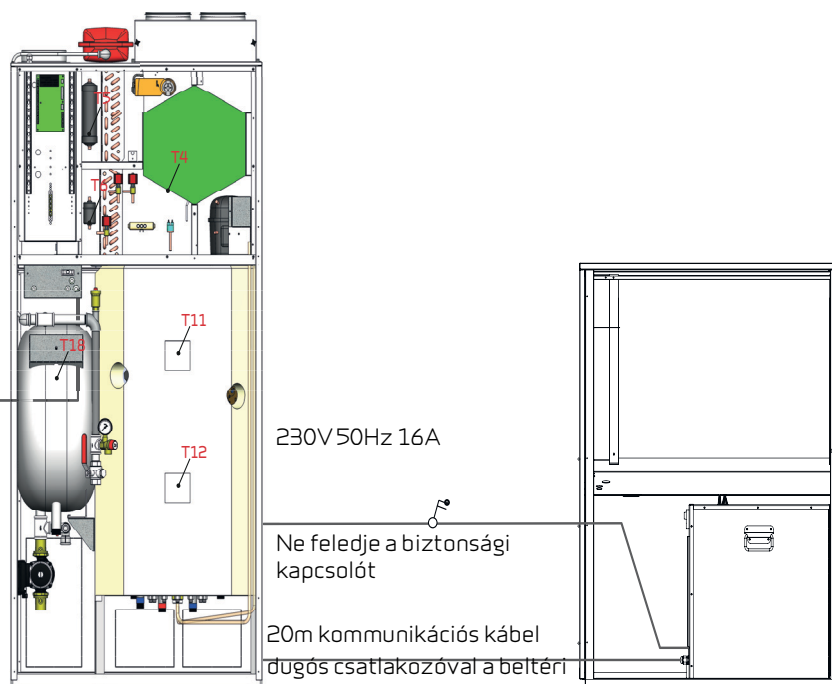 T5
T4
T6
T11
T18
T12
230V 50Hz 16A
Ne feledje a biztonsági
kapcsolót
20m kommunikációs kábel
dugós csatlakozóval a beltéri